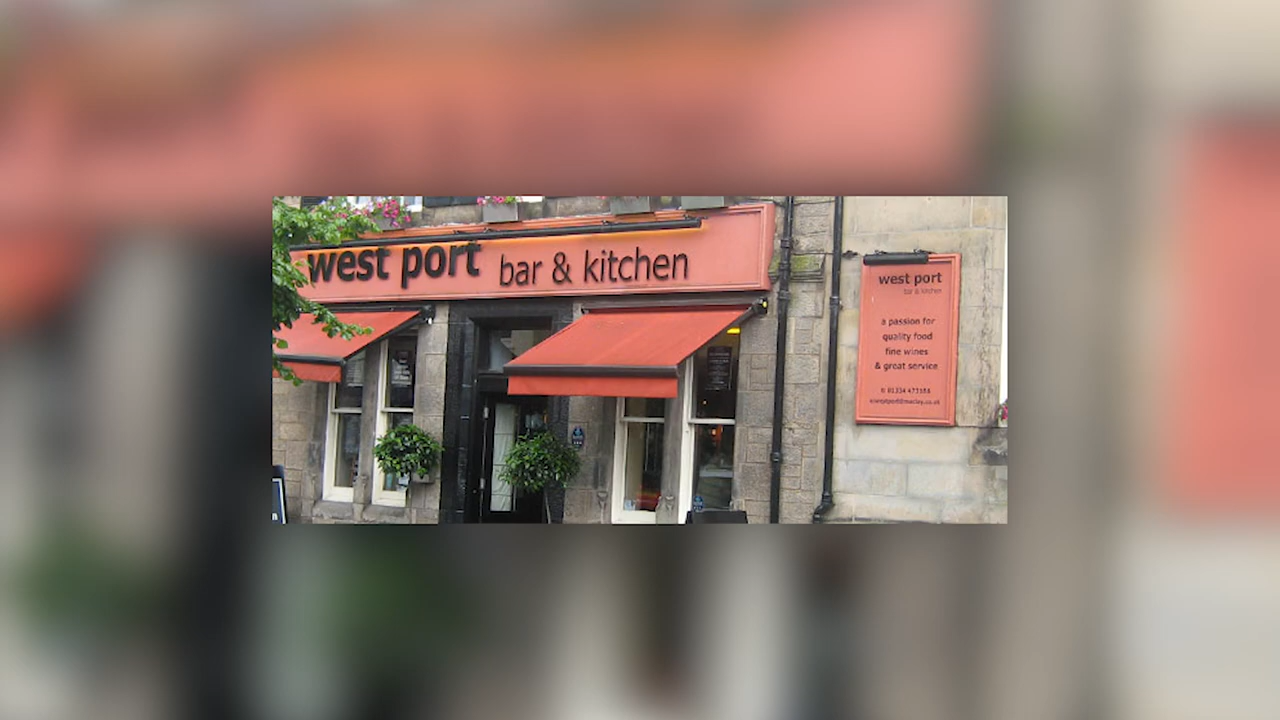 west port bar & kitchen
west port
bar & kitchen
a passion for
quality food
fine wines
& great service